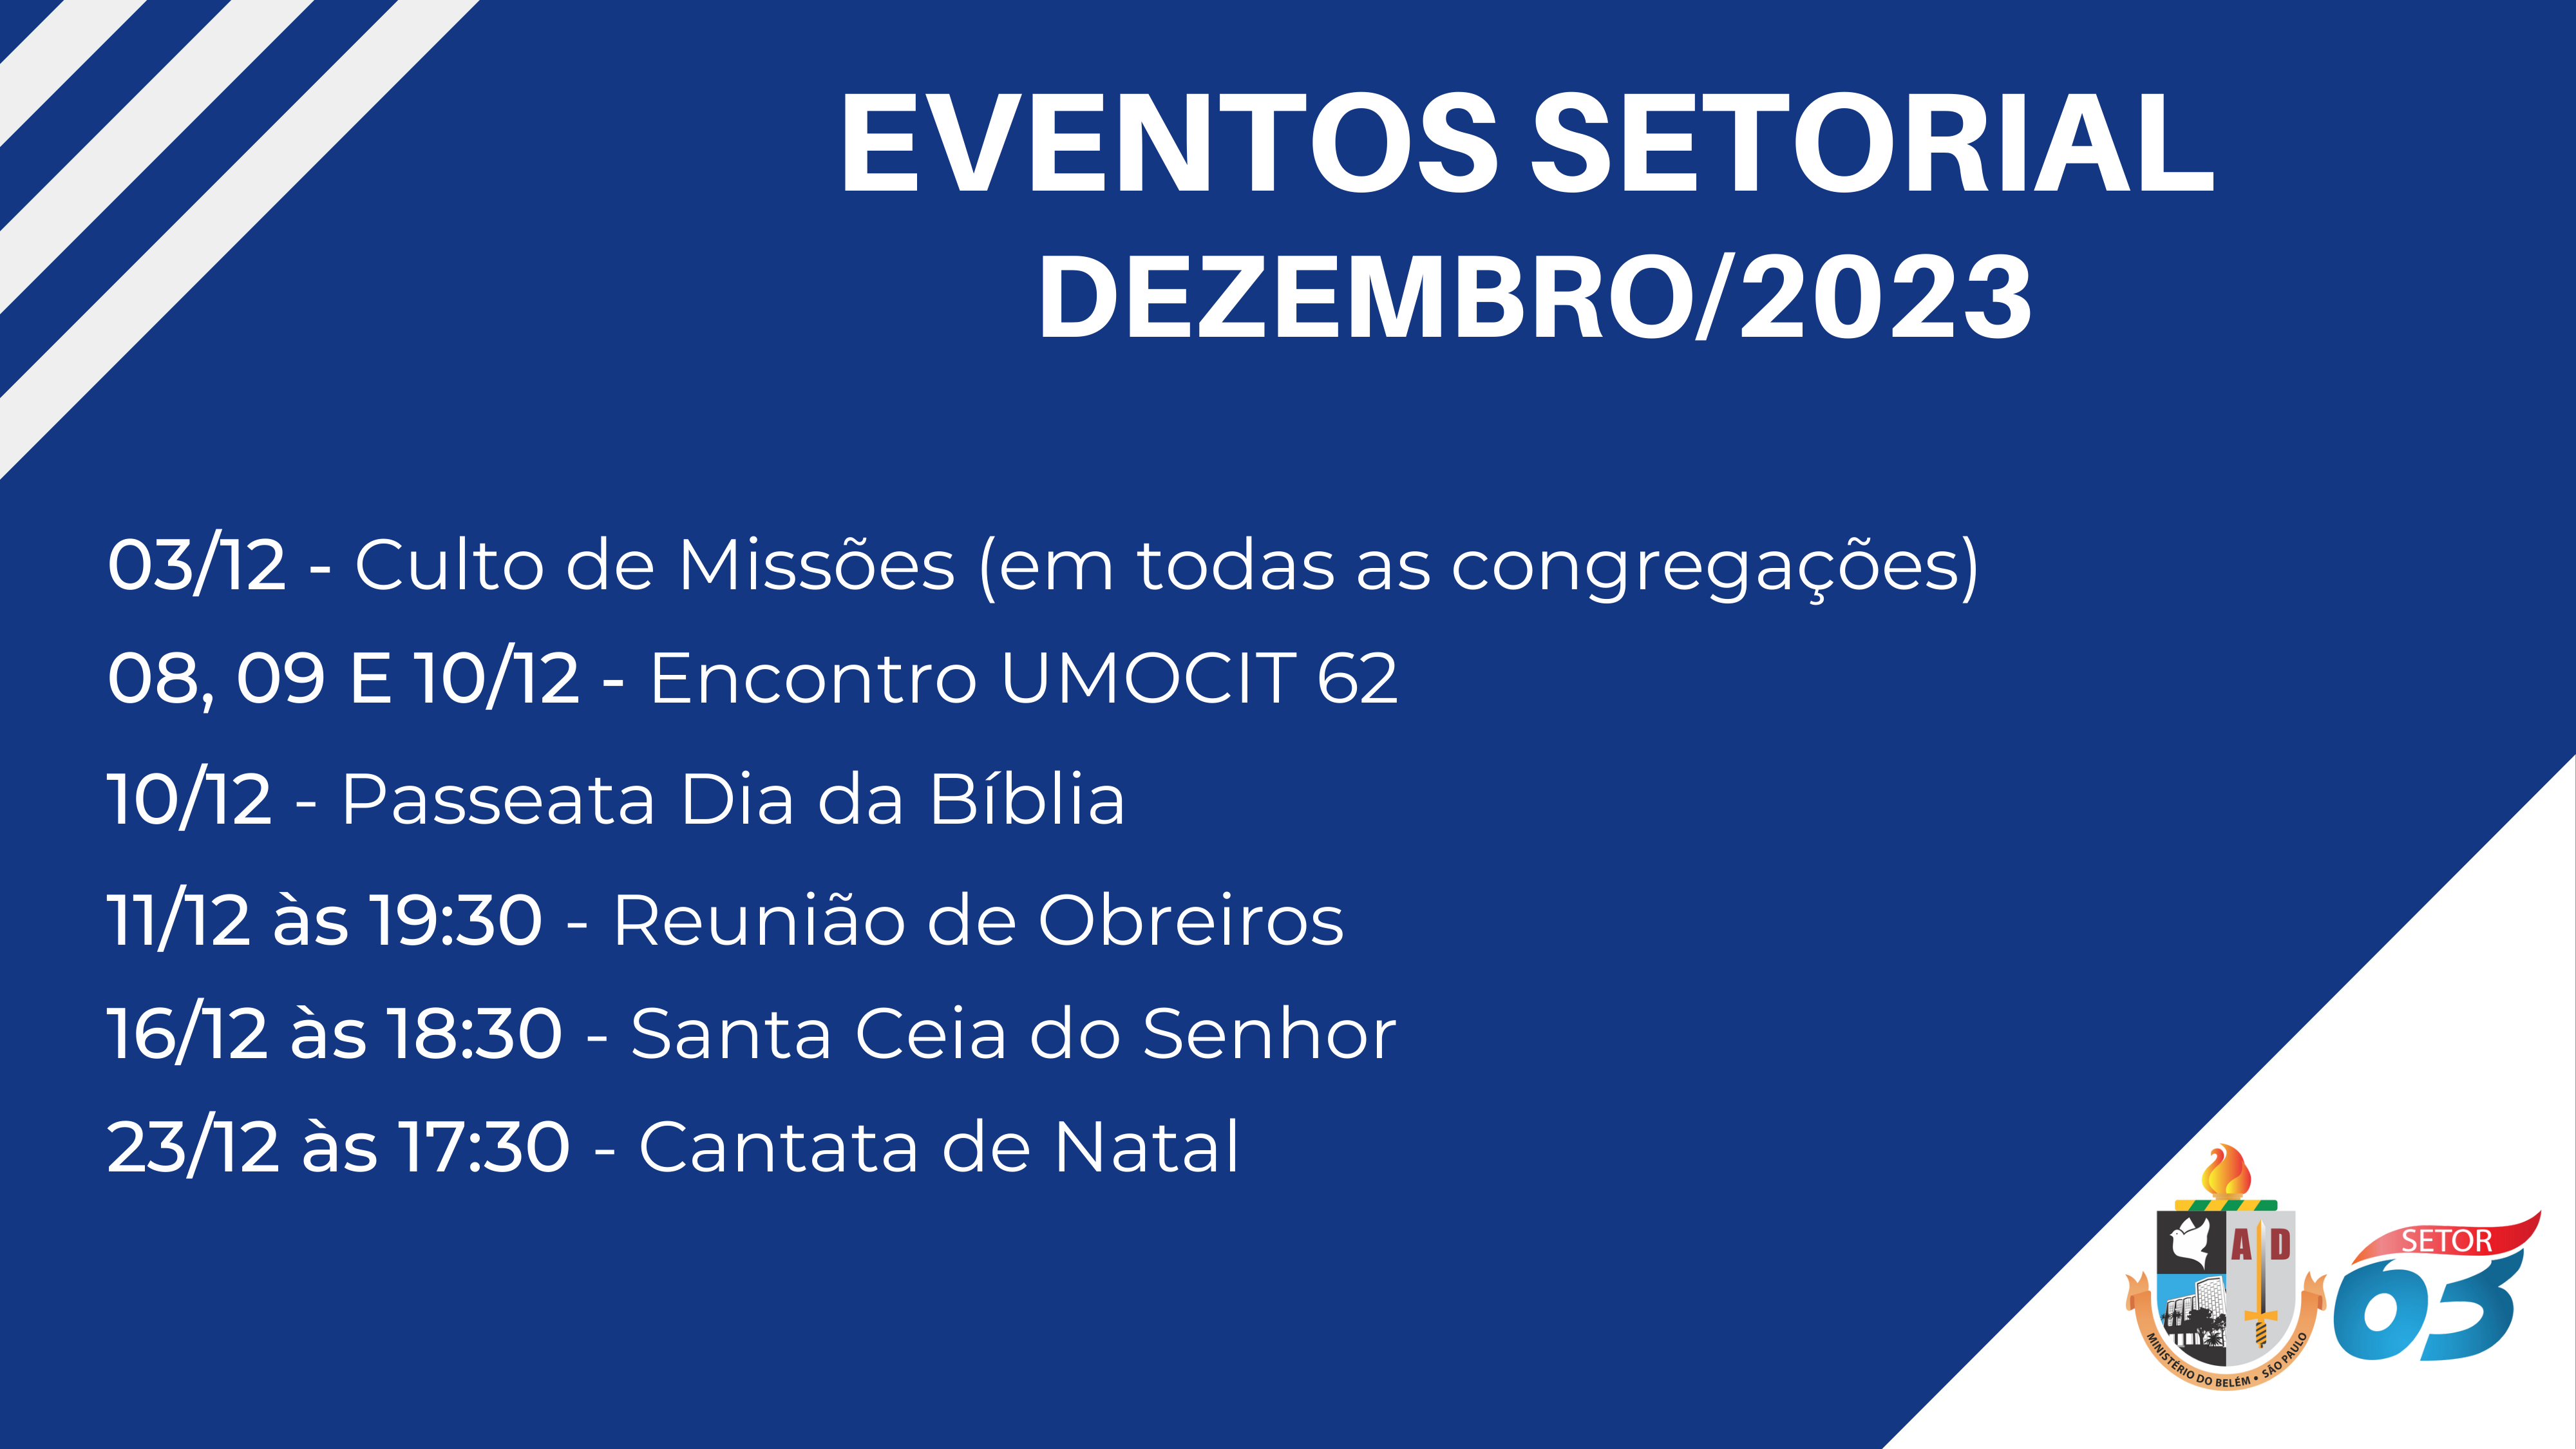 EVENTOS SETORIAL
DEZEMBRO/2023
03/12 - Culto de Missões (em todas as congregações)
08, 09 E 10/12 - Encontro UMOCIT 62
10/12 - Passeata Dia da Bíblia
11/12 às 19:30 - Reunião de Obreiros
16/12 às 18:30 - Santa Ceia do Senhor
23/12 às 17:30 - Cantata de Natal
A D
MINISTÉRIO DO BELÉM • SÃO PAULO
SETOR
03